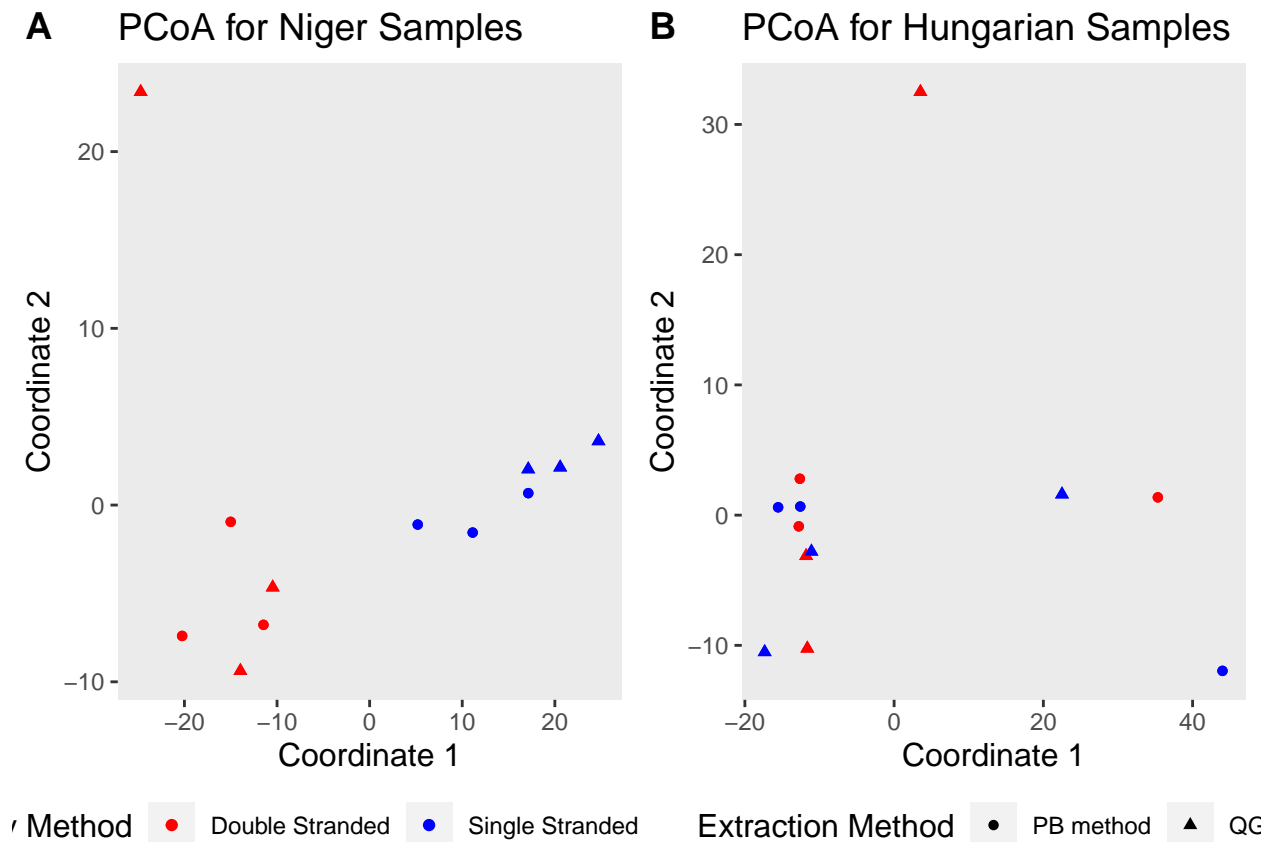 A PCoA for Niger Samples
B PCoA for Hungarian Samples
Coordinate 2
20
10
0
−10
−20 −10 0 10 20
Coordinate 1
Coordinate 2
30
20
10
0
−10
−20 0 20 40
Coordinate 1
Method Double Stranded Single Stranded
Extraction Method PB method QG